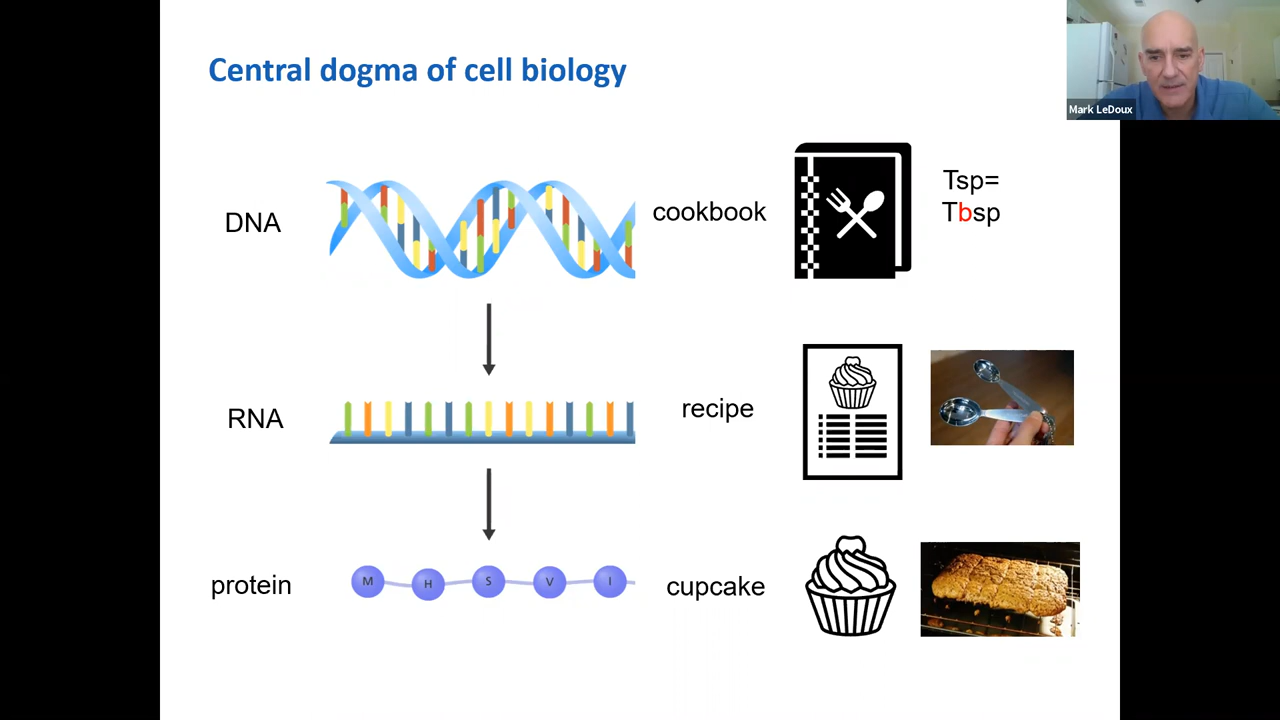 Central dogma of cell biology
Mark LeDoux
DNA
cookbook
Tsp=
Tbsp
RNA
recipe
protein
M H S V I
cupcake